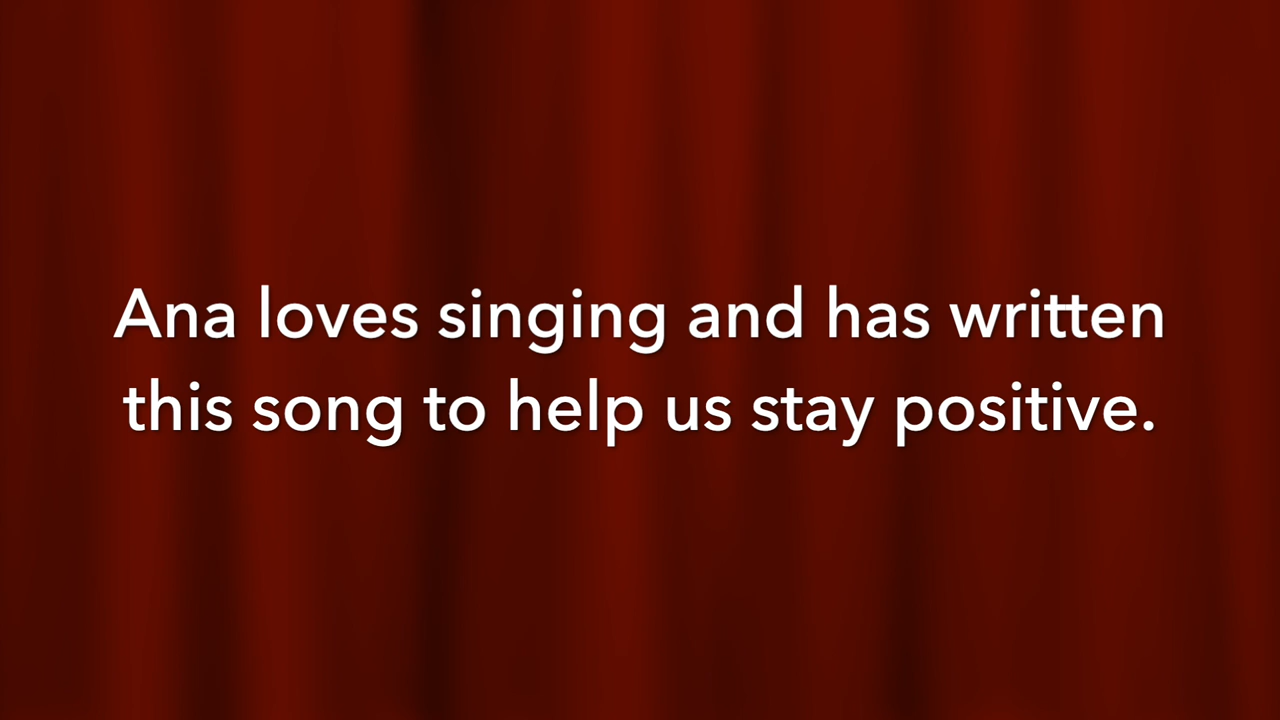 Ana loves singing and has written
this song to help us stay positive.